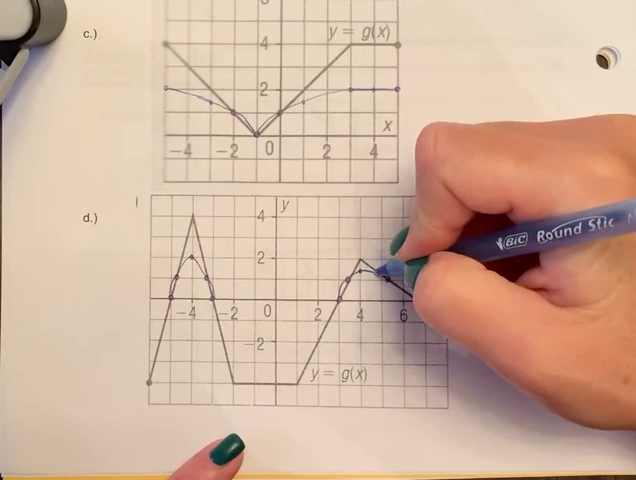 6
c.)
y = g(x)
4
2
x
-4 -2 0 2 4
d.)
y
4
2
-4 -2 0 2 4 6
-2
y = g(x)
BIC Round Stic